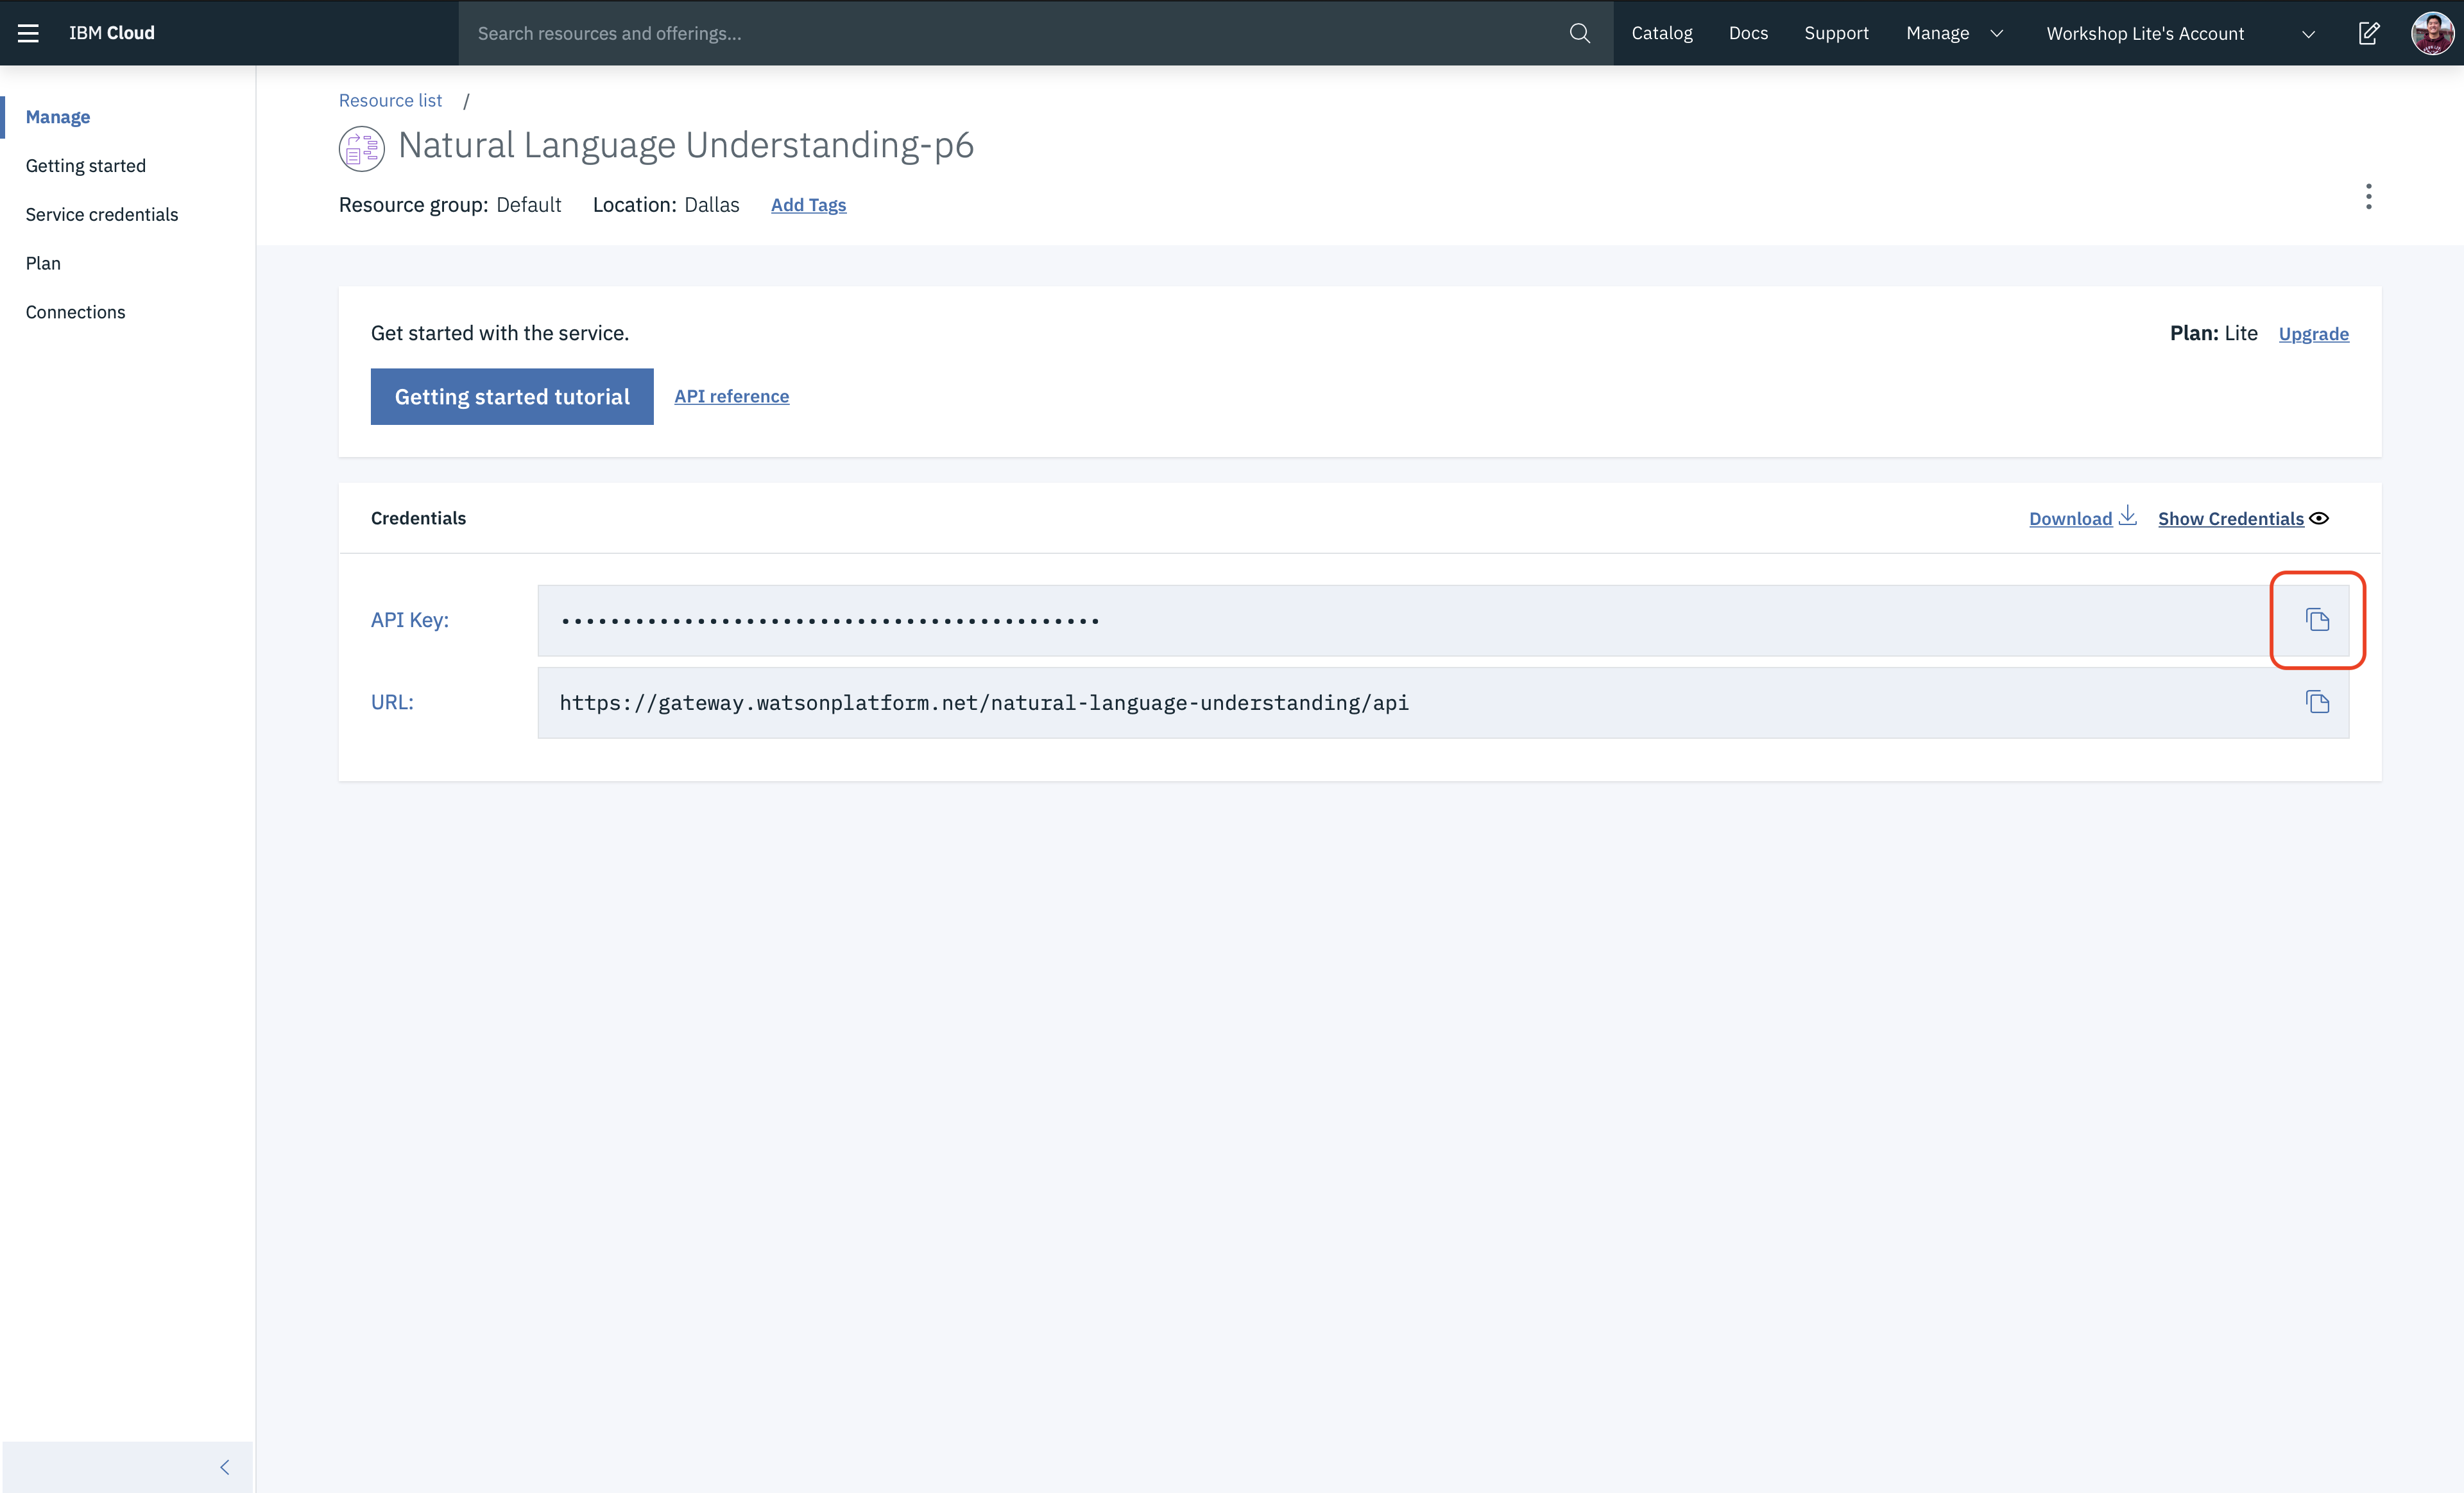 IBM Cloud
Search resources and offerings...
Catalog
Docs
Support
Manage
Workshop Lite's Account
Manage
Getting started
Service credentials
Plan
Connections
Resource list /
Natural Language Understanding-p6
Resource group: Default Location: Dallas Add Tags
Get started with the service.
Plan: Lite Upgrade
Getting started tutorial API reference
Credentials
Download Show Credentials
API Key: ••••••••••••••••••••••••••••••••••••••••••••
URL: https://gateway.watsonplatform.net/natural-language-understanding/api